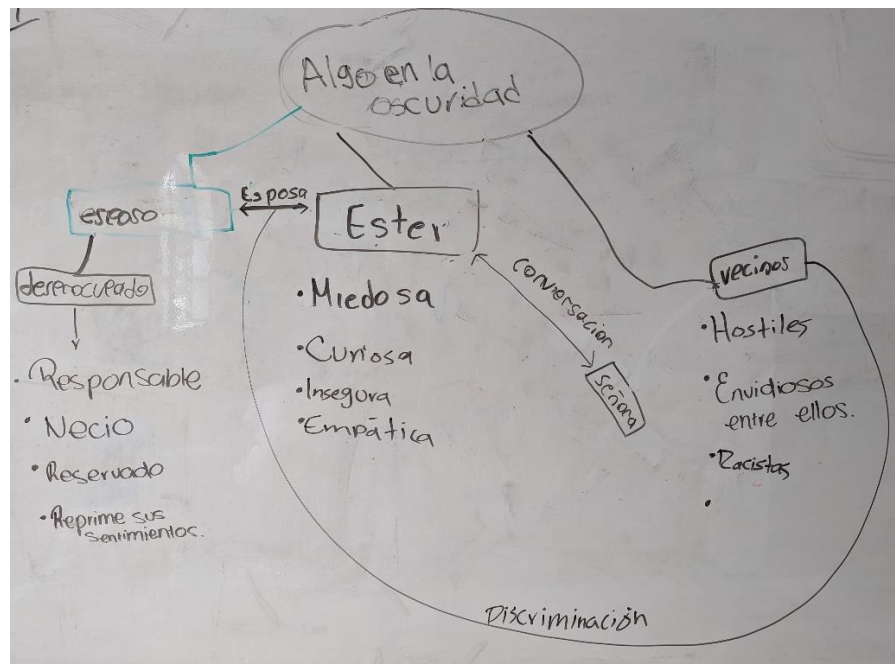 Algo en la
oscuridad
esposo
Esposa
Ester
vecinos
despreocupado
Responsable
Necio
Reservado
Reprime sus
sentimientos.
Miedosa
Curiosa
Insegura
Empática
conversación
señora
Hostiles
Envidiosos
entre ellos.
Racistas
Discriminación